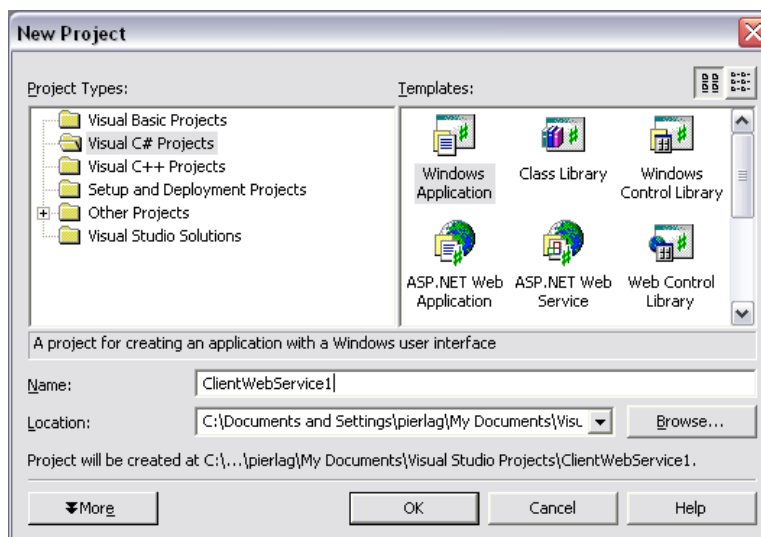 New Project
Project Types:
Templates:
Visual Basic Projects
Visual C# Projects
Visual C++ Projects
Setup and Deployment Projects
Other Projects
Visual Studio Solutions
Windows Application
Class Library
Windows Control Library
ASP.NET Web Application
ASP.NET Web Service
Web Control Library
A project for creating an application with a Windows user interface
Name:
ClientWebService1
Location:
C:\Documents and Settings\pierlag\My Documents\Visu
Browse...
Project will be created at C:\...\pierlag\My Documents\Visual Studio Projects\ClientWebService1.
More
OK
Cancel
Help